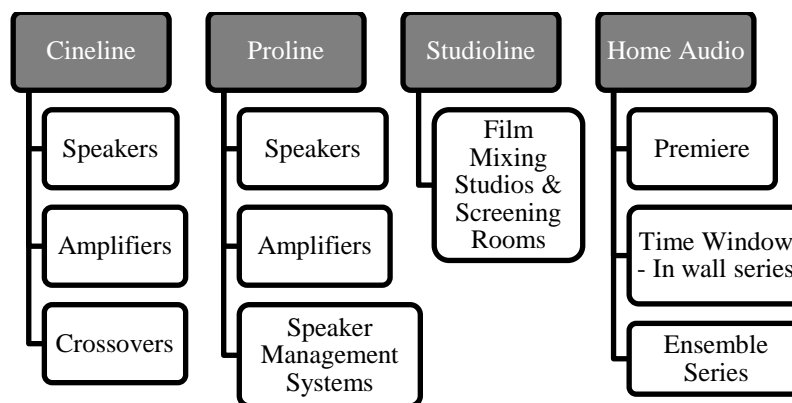 Cineline
Speakers
Amplifiers
Crossovers
Proline
Speakers
Amplifiers
Speaker
Management
Systems
Studioline
Film
Mixing
Studios &
Screening
Rooms
Home Audio
Premiere
Time Window
- In wall series
Ensemble
Series